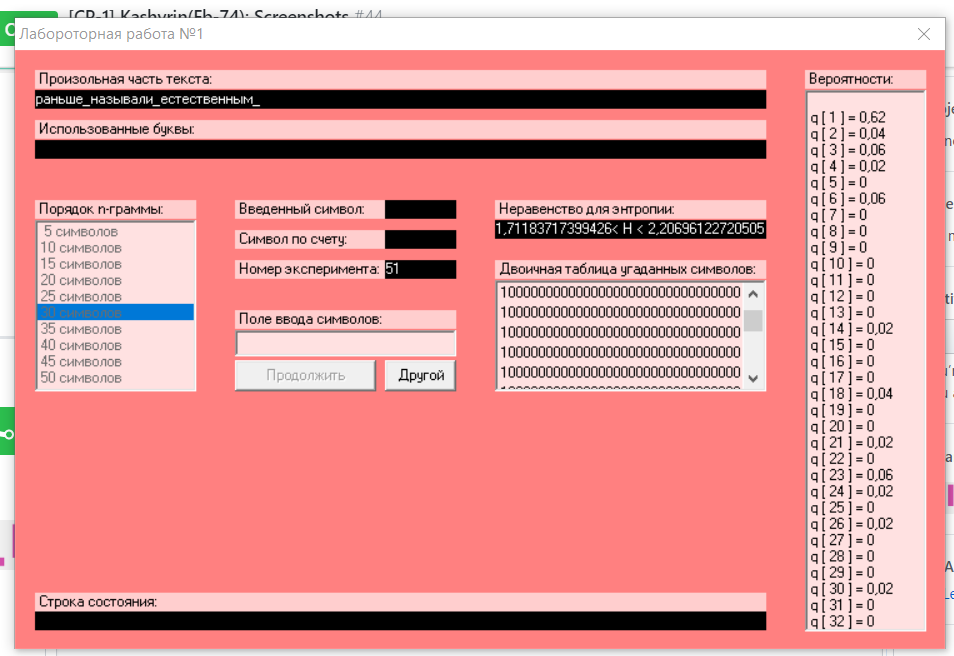 [CP-1] Kashyrin(Fb-74): Screenshots #44
Лабороторная работа №1
Произольная часть текста:
раньше_называли_естественным_
Использованные буквы:
Порядок n-граммы:
5 символов
10 символов
15 символов
20 символов
25 символов
30 символов
35 символов
40 символов
45 символов
50 символов
Введенный символ:
Символ по счету:
Номер эксперимента: 51
Поле ввода символов:
Продолжить
Другой
Неравенство для энтропии:
1,71183717399426< H < 2,20696122720505
Двоичная таблица угаданных символов:
10000000000000000000000000000000
10000000000000000000000000000000
10000000000000000000000000000000
10000000000000000000000000000000
10000000000000000000000000000000
Строка состояния:
Вероятности:
q[ 1 ] = 0,62
q[ 2 ] = 0,04
q[ 3 ] = 0,06
q[ 4 ] = 0,02
q[ 5 ] = 0
q[ 6 ] = 0,06
q[ 7 ] = 0
q[ 8 ] = 0
q[ 9 ] = 0
q[ 10 ] = 0
q[ 11 ] = 0
q[ 12 ] = 0
q[ 13 ] = 0
q[ 14 ] = 0,02
q[ 15 ] = 0
q[ 16 ] = 0
q[ 17 ] = 0
q[ 18 ] = 0,04
q[ 19 ] = 0
q[ 20 ] = 0
q[ 21 ] = 0,02
q[ 22 ] = 0
q[ 23 ] = 0,06
q[ 24 ] = 0,02
q[ 25 ] = 0
q[ 26 ] = 0,02
q[ 27 ] = 0
q[ 28 ] = 0
q[ 29 ] = 0
q[ 30 ] = 0,02
q[ 31 ] = 0
q[ 32 ] = 0